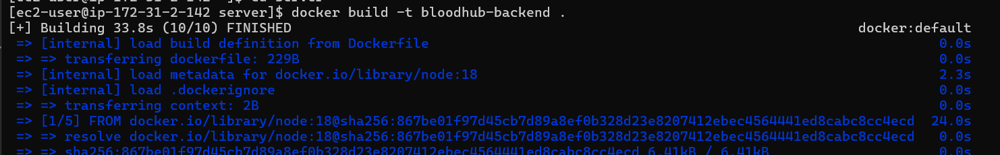 [ec2-user@ip-172-31-2-142 server]$ docker build -t bloodhub-backend .
[+] Building 33.8s (10/10) FINISHED docker:default
=> [internal] load build definition from Dockerfile 0.0s
=> => transferring dockerfile: 229B 0.0s
=> [internal] load metadata for docker.io/library/node:18 2.3s
=> [internal] load .dockerignore 0.0s
=> => transferring context: 2B 0.0s
=> [1/5] FROM docker.io/library/node:18@sha256:867be01f97d45cb7d89a8ef0b328d23e8207412ebec4564441ed8cabc8cc4ecd 24.0s
=> => resolve docker.io/library/node:18@sha256:867be01f97d45cb7d89a8ef0b328d23e8207412ebec4564441ed8cabc8cc4ecd 0.0s
=> => sha256:867be01f97d45cb7d89a8ef0b328d23e8207412ebec4564441ed8cabc8cc4ecd 6.41kB / 6.41kB 0.0s